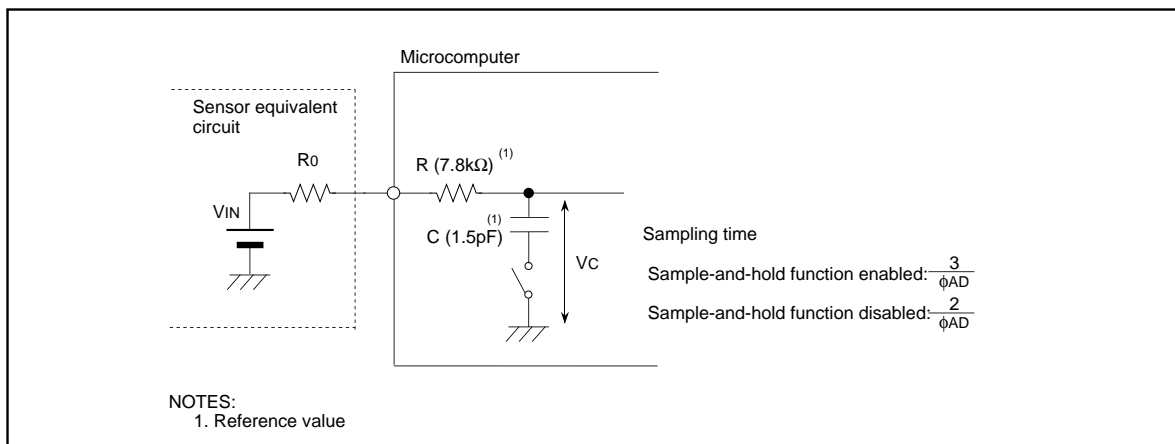 Microcomputer
Sensor equivalent
circuit
R0
R (7.8kΩ) (1)
VIN
C (1.5pF) (1)
VC
Sampling time
Sample-and-hold function enabled: 3/ϕAD
Sample-and-hold function disabled: 2/ϕAD
NOTES:
1. Reference value